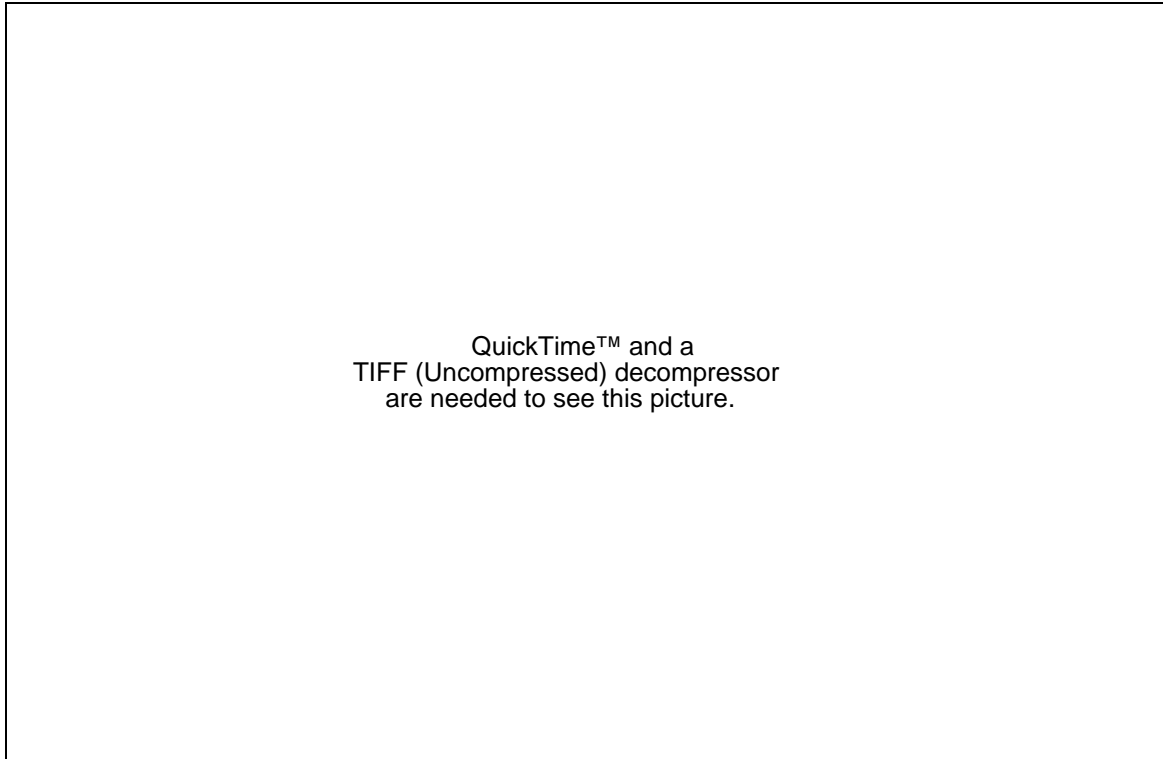 QuickTime™ and a
TIFF (Uncompressed) decompressor
are needed to see this picture.